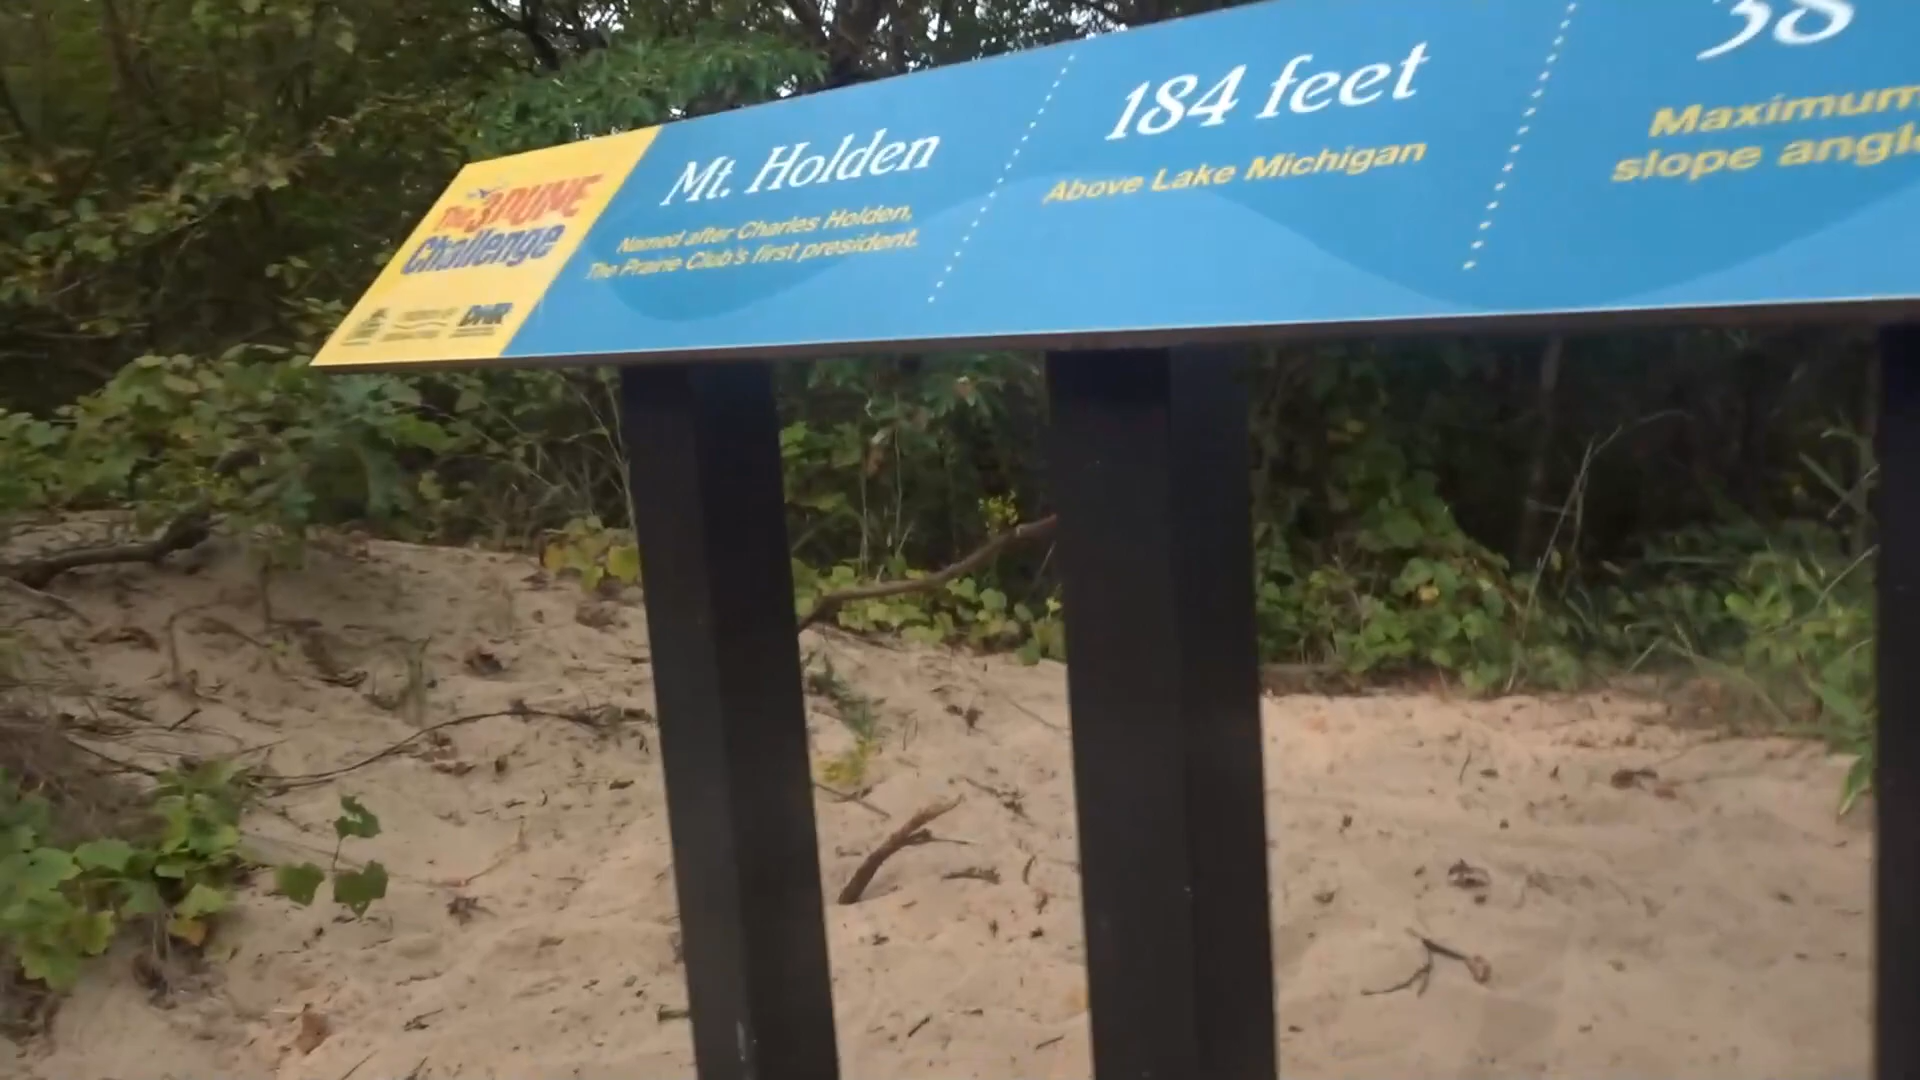 The 3 DUNE
Challenge
DNR
Mt. Holden
Named after Charles Holden,
The Prairie Club's first president.
184 feet
Above Lake Michigan
38
Maximum
slope angle